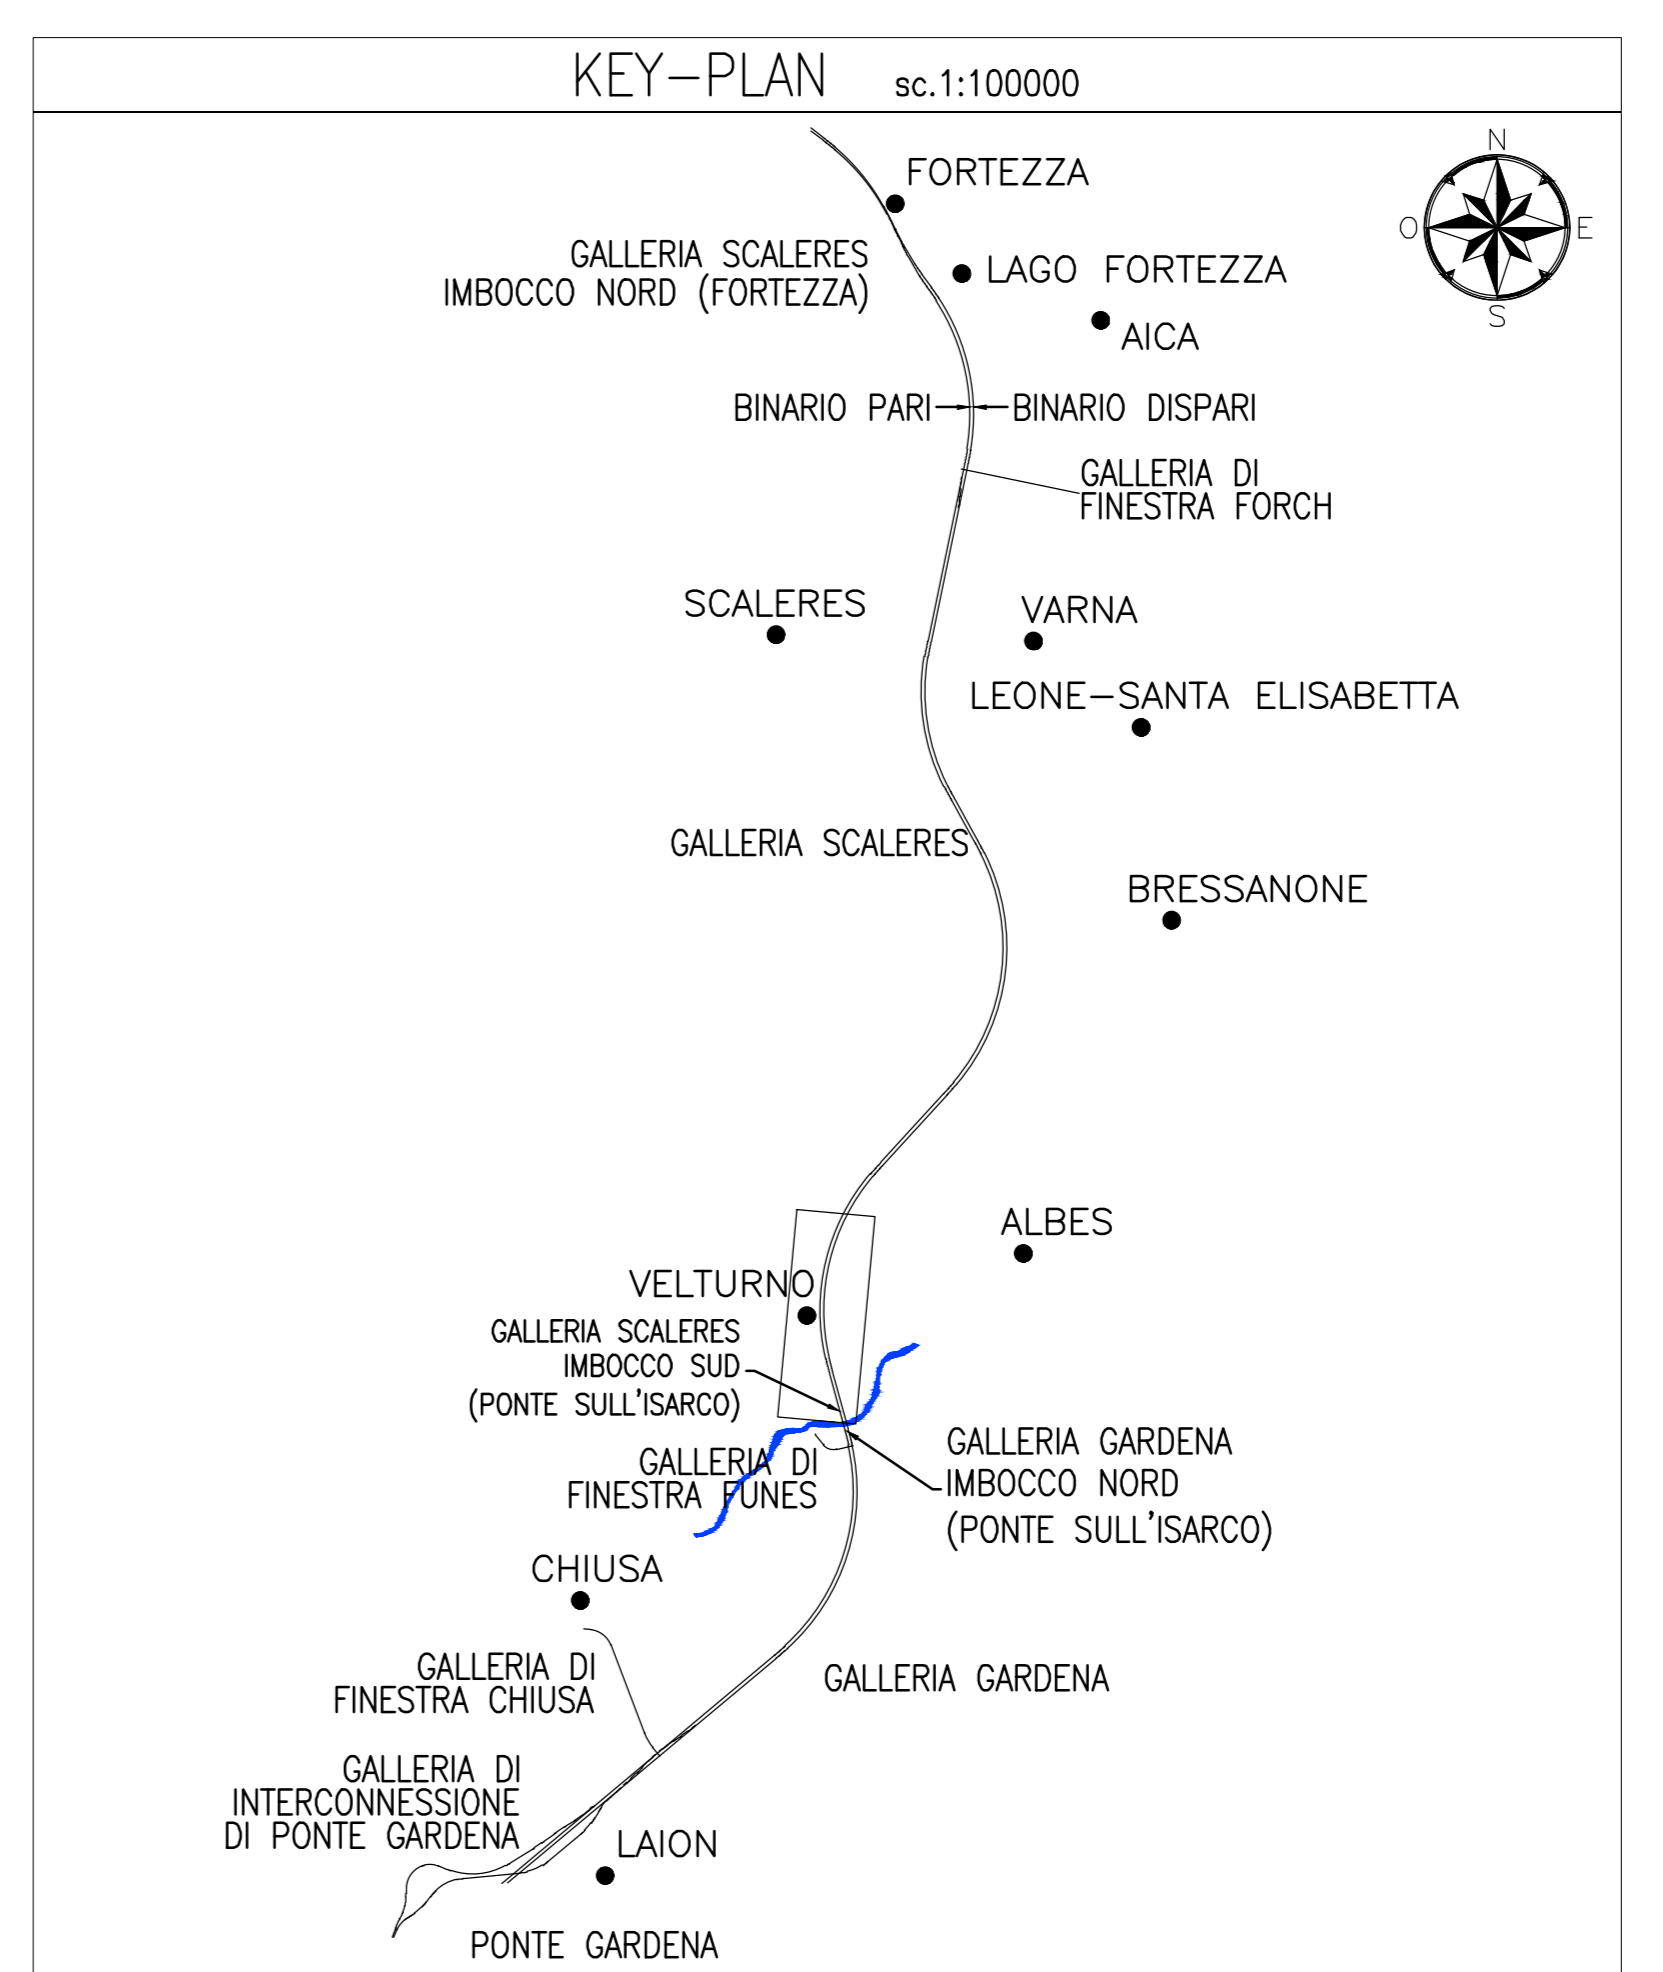 KEY-PLAN sc.1:100000
N
O
E
S
FORTEZZA
GALLERIA SCALERES
IMBOCCO NORD (FORTEZZA)
LAGO FORTEZZA
AICA
BINARIO PARI
BINARIO DISPARI
GALLERIA DI
FINESTRA FORCH
SCALERES
VARNA
LEONE-SANTA ELISABETTA
GALLERIA SCALERES
BRESSANONE
ALBES
VELTURNO
GALLERIA SCALERES
IMBOCCO SUD
(PONTE SULL'ISARCO)
GALLERIA DI
FINESTRA FUNES
GALLERIA GARDENA
IMBOCCO NORD
(PONTE SULL'ISARCO)
CHIUSA
GALLERIA DI
FINESTRA CHIUSA
GALLERIA GARDENA
GALLERIA DI
INTERCONNESSIONE
DI PONTE GARDENA
LAION
PONTE GARDENA